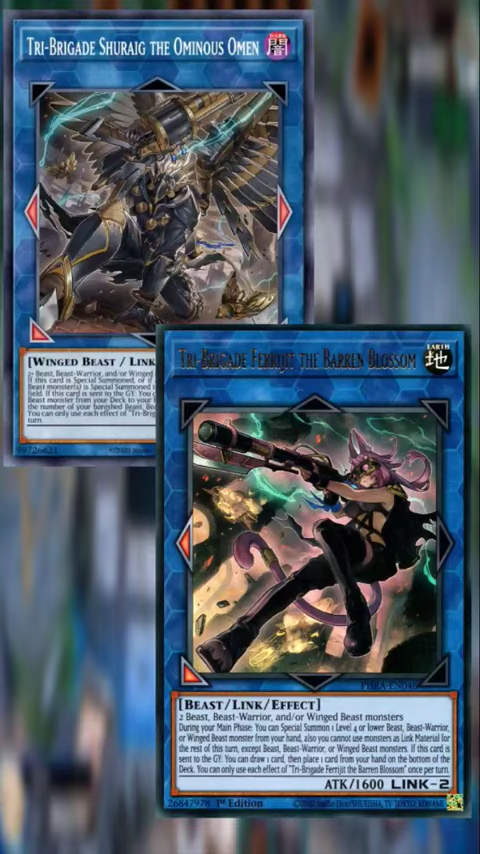 Tri-Brigade Shuraig the Ominous Omen
DARK
闇
[Winged Beast / Link
2+ Beast, Beast-Warrior, and/or Winged
If this card is Special Summoned, or if
Beast monster(s) is Special Summoned
field. If this card is sent to the GY: You
Beast monster from your Deck to your
the number of your banished Beast, Bea
You can only use each effect of "Tri-Brig
turn.
Tri-Brigade Ferrijit the Barren Blossom
EARTH
地
PHRA-EN046
[Beast/Link/Effect]
2 Beast, Beast-Warrior, and/or Winged Beast monsters
During your Main Phase: You can Special Summon 1 Level 4 or lower Beast, Beast-Warrior,
or Winged Beast monster from your hand, also you cannot use monsters as Link Material for
the rest of this turn, except Beast, Beast-Warrior, or Winged Beast monsters. If this card is
sent to the GY: You can draw 1 card, then place 1 card from your hand on the bottom of the
Deck. You can only use each effect of "Tri-Brigade Ferrijit the Barren Blossom" once per turn.
ATK/1600 LINK-2
26847978 1st Edition